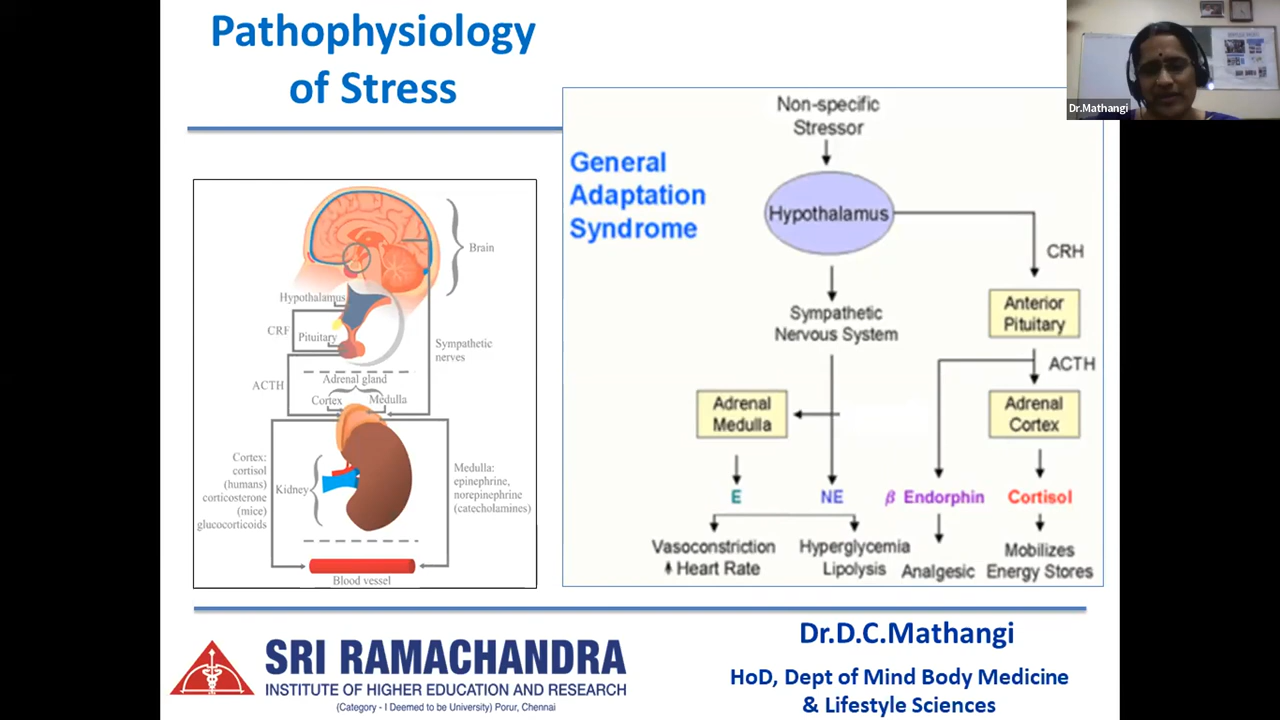 Pathophysiology
of Stress
Dr.Mathangi
Brain
Hypothalamus
CRF
Pituitary
Sympathetic
nerves
ACTH
Adrenal gland
Cortex
Medulla
Cortex:
cortisol
(humans)
corticosterone
(mice)
glucocorticoids
Kidney
Medulla:
epinephrine,
norepinephrine
(catecholamines)
Blood vessel
General
Adaptation
Syndrome
Non-specific
Stressor
Hypothalamus
CRH
Sympathetic
Nervous System
Anterior
Pituitary
ACTH
Adrenal
Medulla
Adrenal
Cortex
E
NE
β Endorphin
Cortisol
Vasoconstriction
Heart Rate
Hyperglycemia
Lipolysis
Analgesic
Mobilizes
Energy Stores
SRI RAMACHANDRA
INSTITUTE OF HIGHER EDUCATION AND RESEARCH
(Category - I Deemed to be University) Porur, Chennai
Dr.D.C.Mathangi
HoD, Dept of Mind Body Medicine
& Lifestyle Sciences